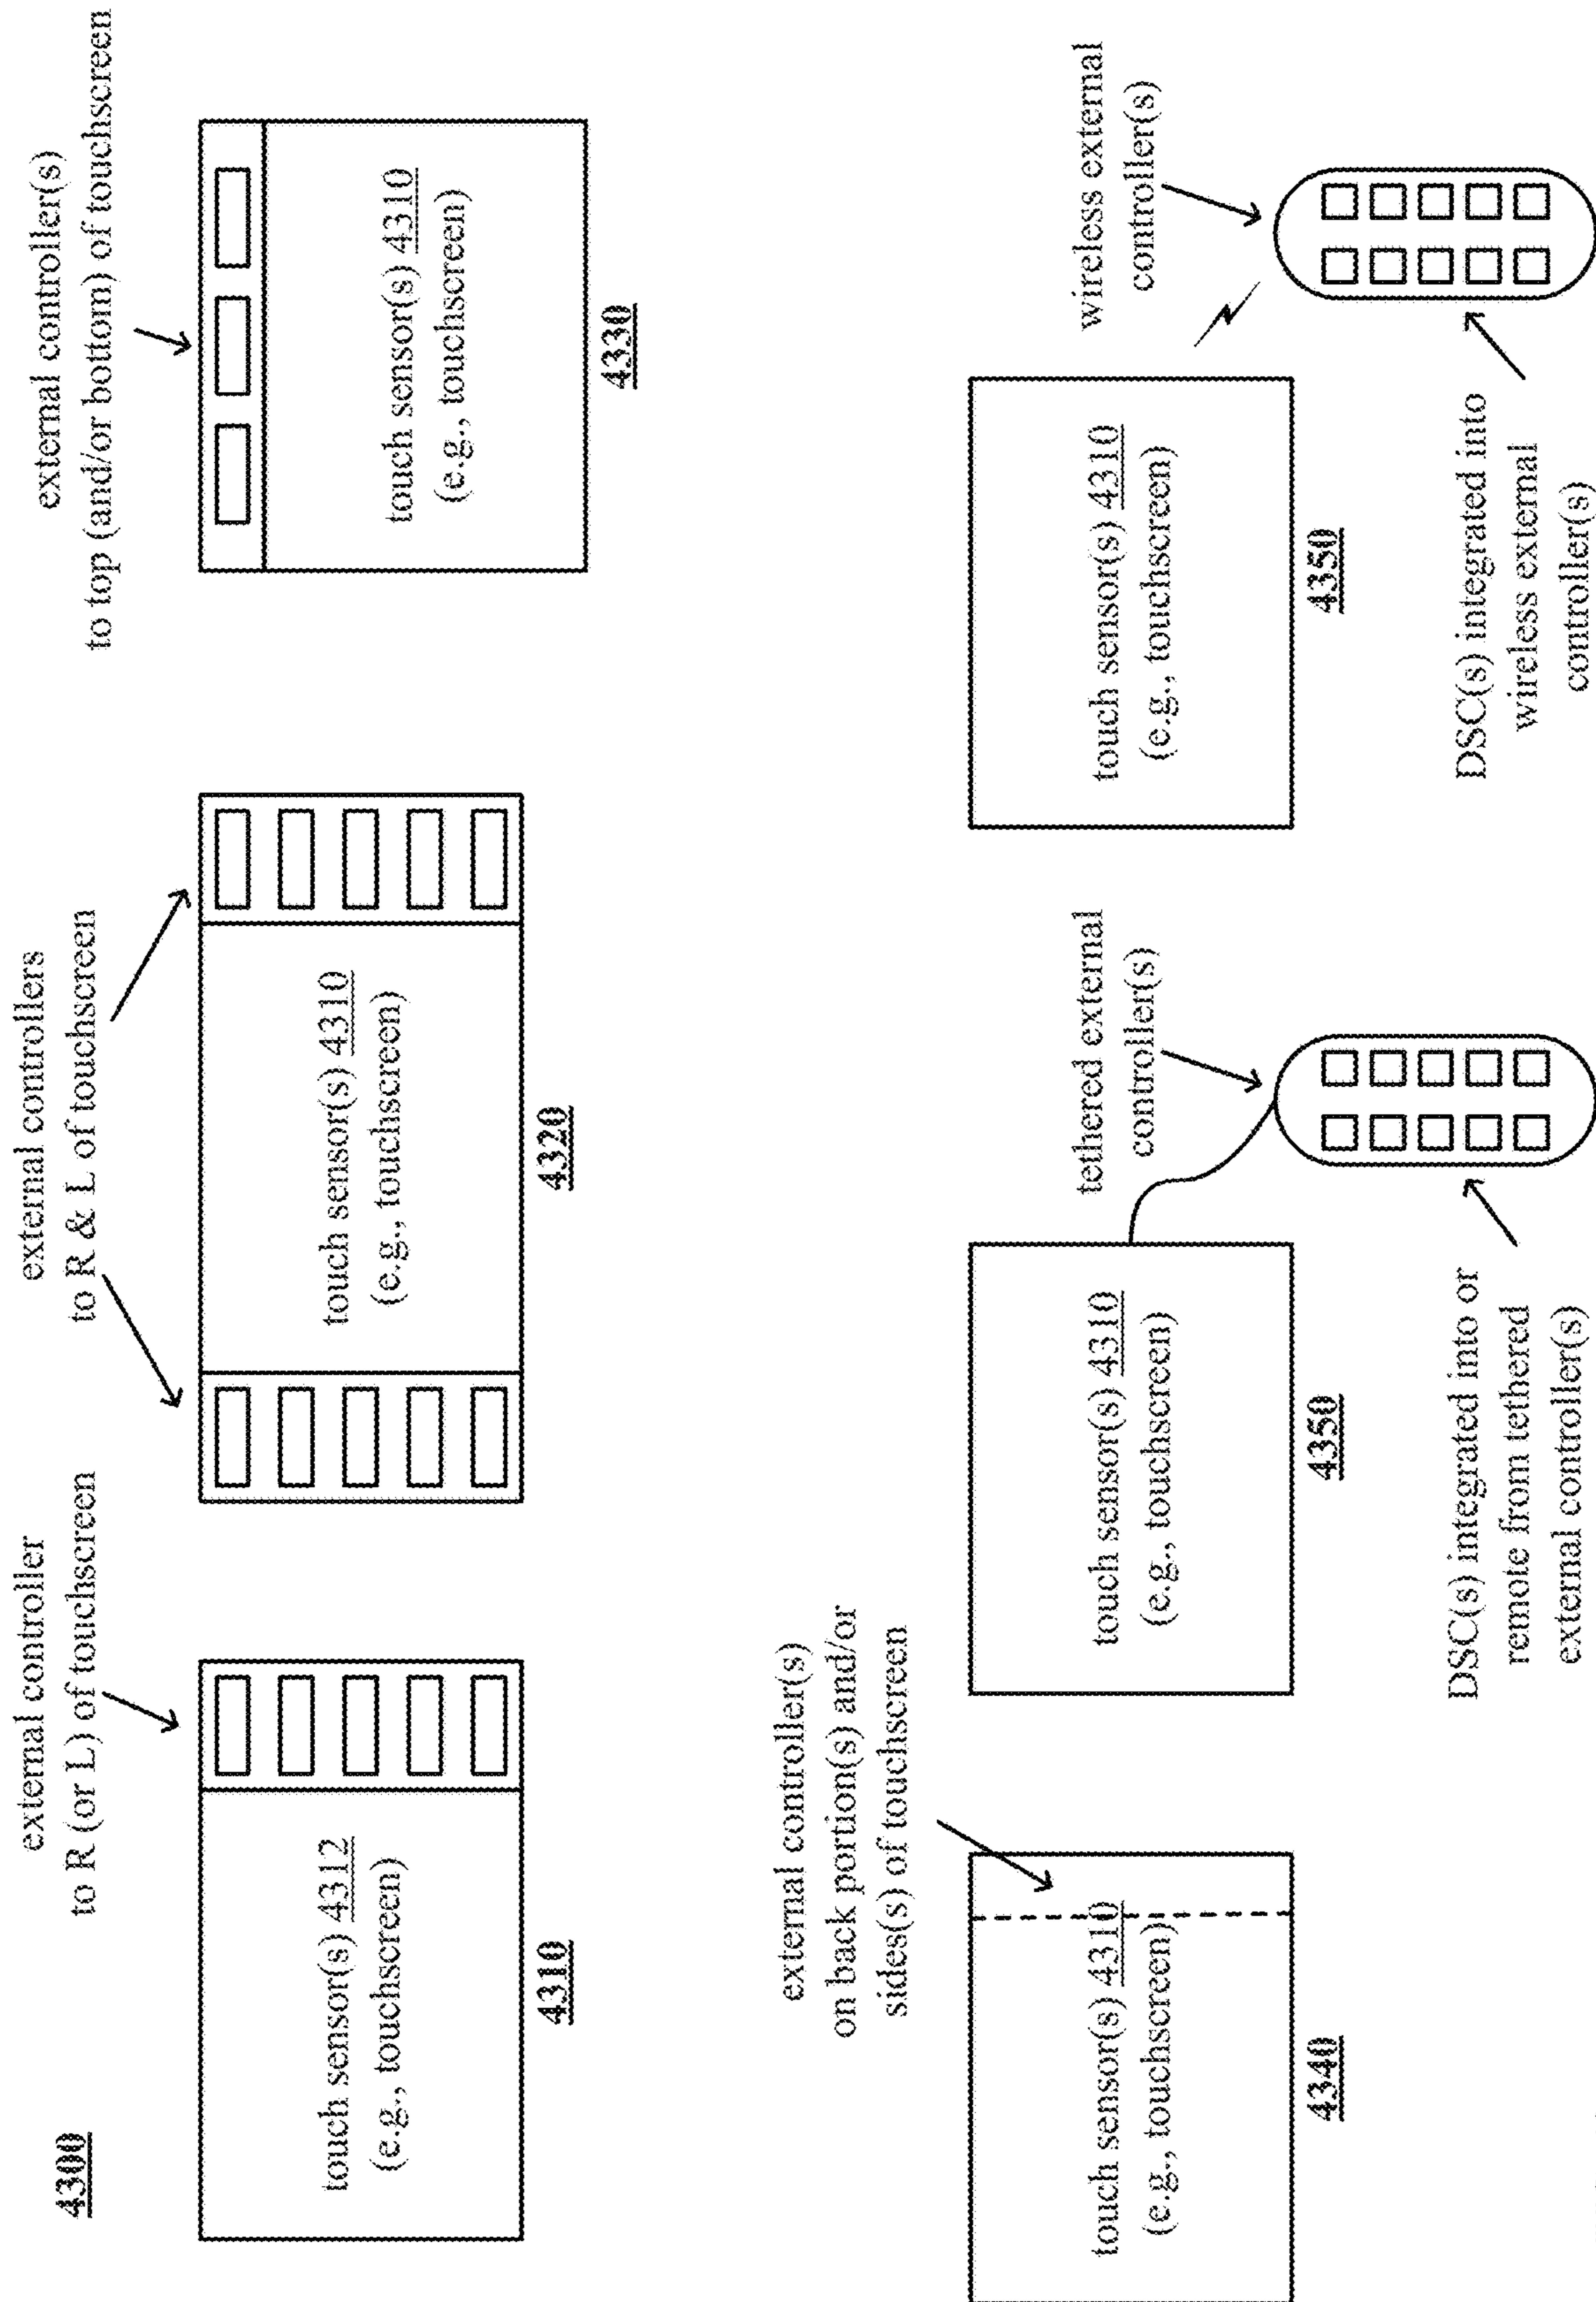 4300
external controller
to R (or L) of touchscreen
touch sensor(s) 4312
(e.g., touchscreen)
4310
external controllers
to R & L of touchscreen
touch sensor(s) 4310
(e.g., touchscreen)
4320
external controller(s)
to top (and/or bottom) of touchscreen
touch sensor(s) 4310
(e.g., touchscreen)
4330
external controller(s)
on back portion(s) and/or
sides(s) of touchscreen
touch sensor(s) 4310
(e.g., touchscreen)
4340
tethered external
controller(s)
touch sensor(s) 4310
(e.g., touchscreen)
4350
DSC(s) integrated into or
remote from tethered
external controller(s)
wireless external
controller(s)
touch sensor(s) 4310
(e.g., touchscreen)
4350
DSC(s) integrated into
wireless external
controller(s)